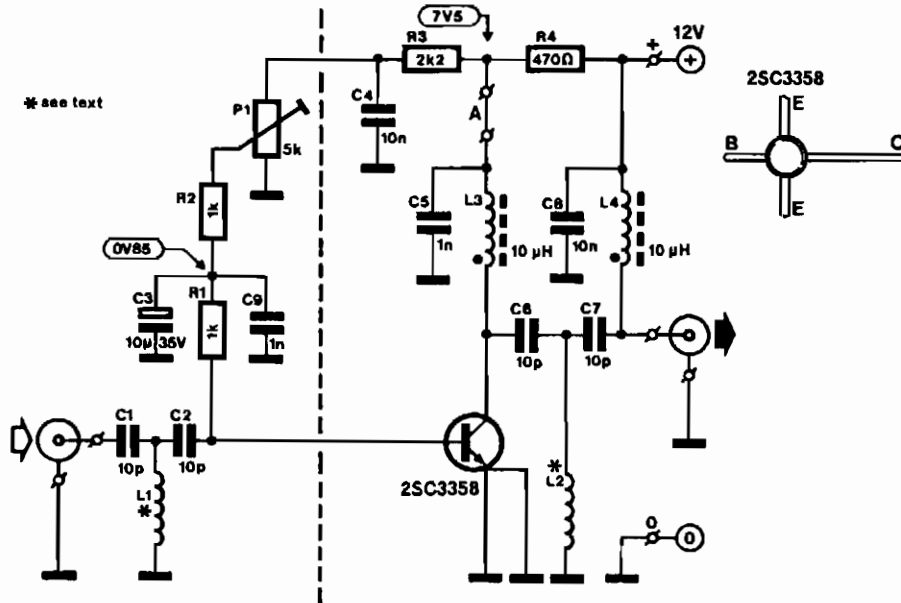 7V5
12V
R3
R4
+
+
2k2
470Ω
2SC3358
* see text
P1
C4
10n
A
E
B
C
5k
E
R2
1k
C5
L3
C8
L4
0V85
1n
10 µH
10n
10 µH
C3
R1
C9
10µ 35V
1k
1n
C6
C7
10p
10p
C1
C2
10p
10p
2SC3358
L1
*
*
L2
0
0